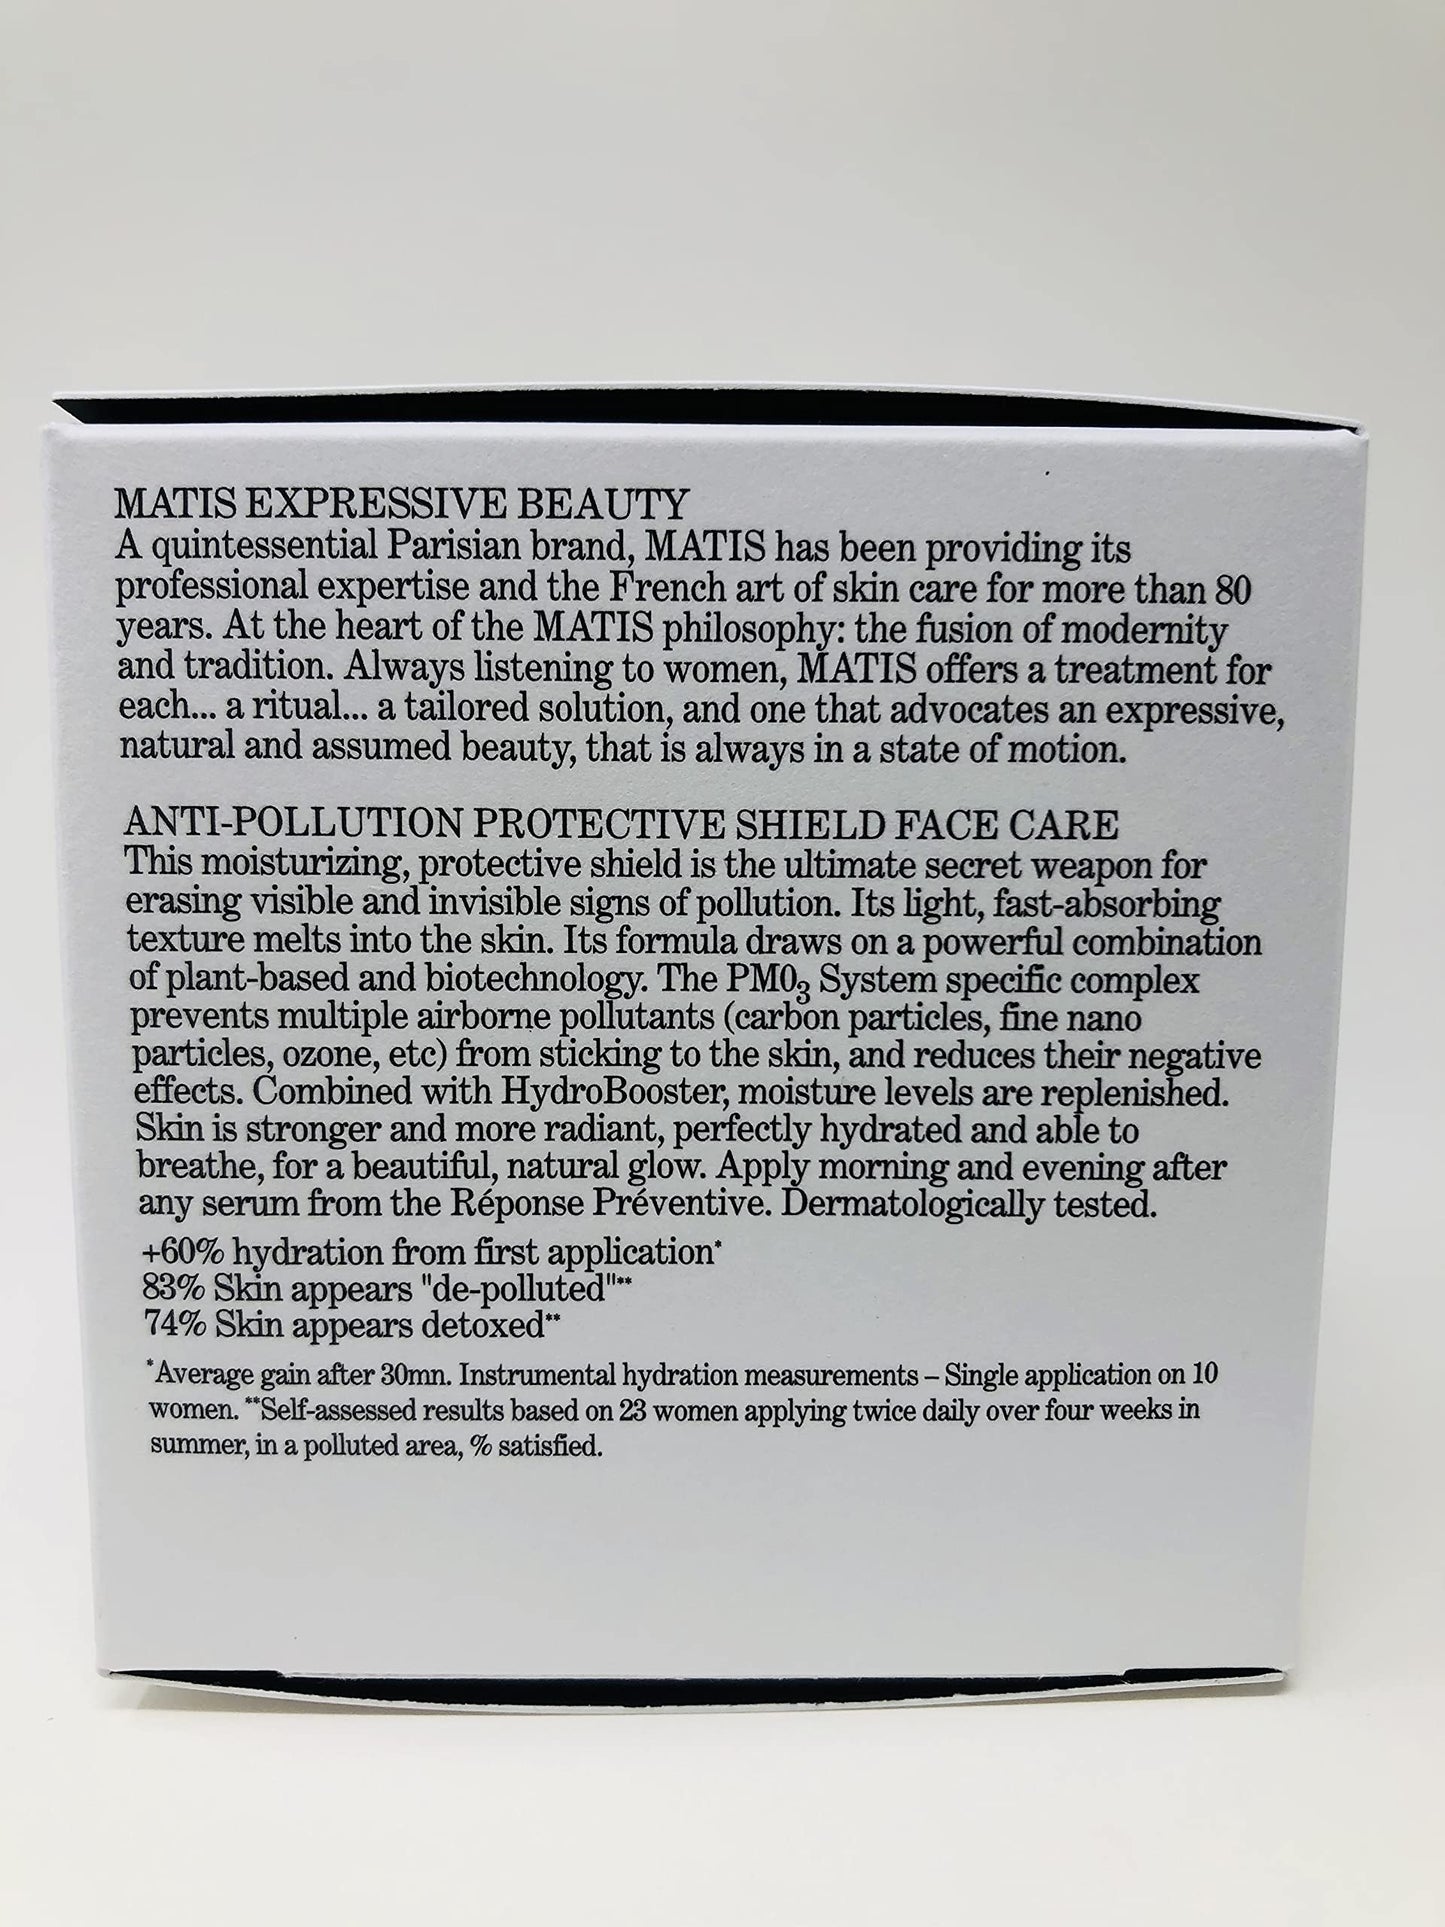 MATIS EXPRESSIVE BEAUTY
A quintessential Parisian brand, MATIS has been providing its
professional expertise and the French art of skin care for more than 80
years. At the heart of the MATIS philosophy: the fusion of modernity
and tradition. Always listening to women, MATIS offers a treatment for
each... a ritual... a tailored solution, and one that advocates an expressive,
natural and assumed beauty, that is always in a state of motion.
ANTI-POLLUTION PROTECTIVE SHIELD FACE CARE
This moisturizing, protective shield is the ultimate secret weapon for
erasing visible and invisible signs of pollution. Its light, fast-absorbing
texture melts into the skin. Its formula draws on a powerful combination
of plant-based and biotechnology. The PM0₃ System specific complex
prevents multiple airborne pollutants (carbon particles, fine nano
particles, ozone, etc) from sticking to the skin, and reduces their negative
effects. Combined with HydroBooster, moisture levels are replenished.
Skin is stronger and more radiant, perfectly hydrated and able to
breathe, for a beautiful, natural glow. Apply morning and evening after
any serum from the Réponse Préventive. Dermatologically tested.
+60% hydration from first application*
83% Skin appears "de-polluted"**
74% Skin appears detoxed**
*Average gain after 30mn. Instrumental hydration measurements – Single application on 10
women. **Self-assessed results based on 23 women applying twice daily over four weeks in
summer, in a polluted area, % satisfied.